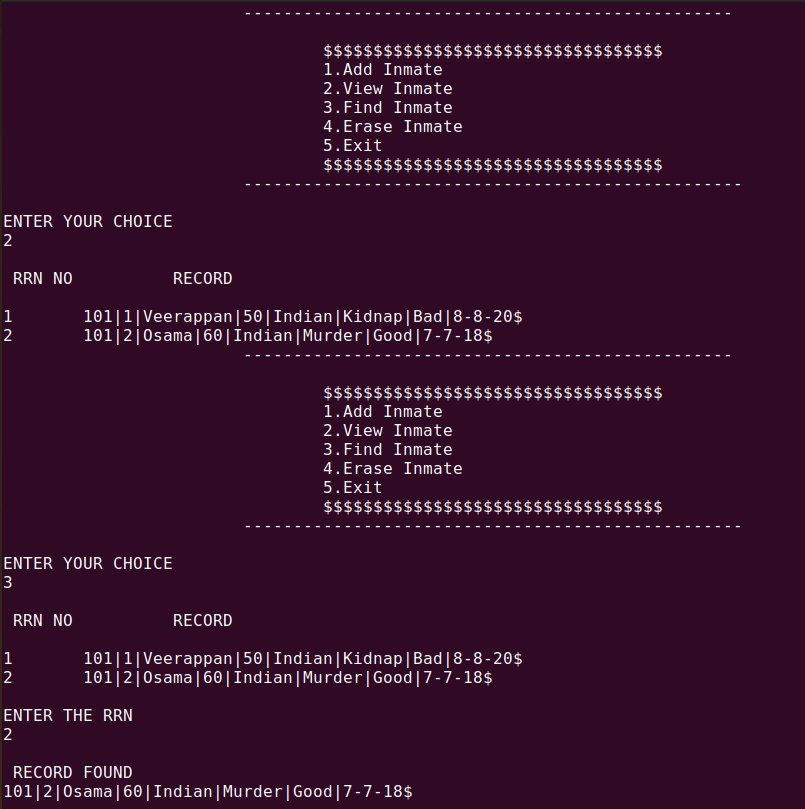 -------------------------------------------------
$$$$$$$$$$$$$$$$$$$$$$$$$$$$$$$$$$
1.Add Inmate
2.View Inmate
3.Find Inmate
4.Erase Inmate
5.Exit
$$$$$$$$$$$$$$$$$$$$$$$$$$$$$$$$$$
--------------------------------------------------
ENTER YOUR CHOICE
2
RRN NO          RECORD
1       101|1|Veerappan|50|Indian|Kidnap|Bad|8-8-20$
2       101|2|Osama|60|Indian|Murder|Good|7-7-18$
-------------------------------------------------
$$$$$$$$$$$$$$$$$$$$$$$$$$$$$$$$$$
1.Add Inmate
2.View Inmate
3.Find Inmate
4.Erase Inmate
5.Exit
$$$$$$$$$$$$$$$$$$$$$$$$$$$$$$$$$$
--------------------------------------------------
ENTER YOUR CHOICE
3
RRN NO          RECORD
1       101|1|Veerappan|50|Indian|Kidnap|Bad|8-8-20$
2       101|2|Osama|60|Indian|Murder|Good|7-7-18$
ENTER THE RRN
2
RECORD FOUND
101|2|Osama|60|Indian|Murder|Good|7-7-18$